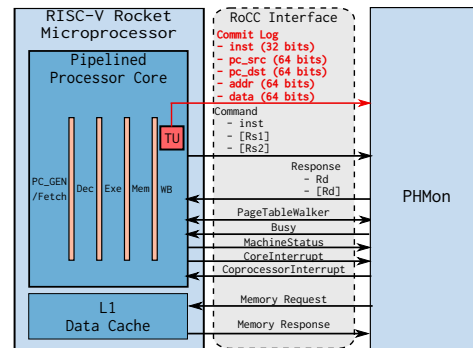 RISC-V Rocket
Microprocessor
Pipelined
Processor Core
PC_GEN
/Fetch
Dec
Exe
Mem
WB
TU
L1
Data Cache
RoCC Interface
Commit Log
- inst (32 bits)
- pc_src (64 bits)
- pc_dst (64 bits)
- addr (64 bits)
- data (64 bits)
Command
- inst
- [Rs1]
- [Rs2]
Response
- Rd
- [Rd]
PageTableWalker
Busy
MachineStatus
CoreInterrupt
CoprocessorInterrupt
Memory Request
Memory Response
PHMon